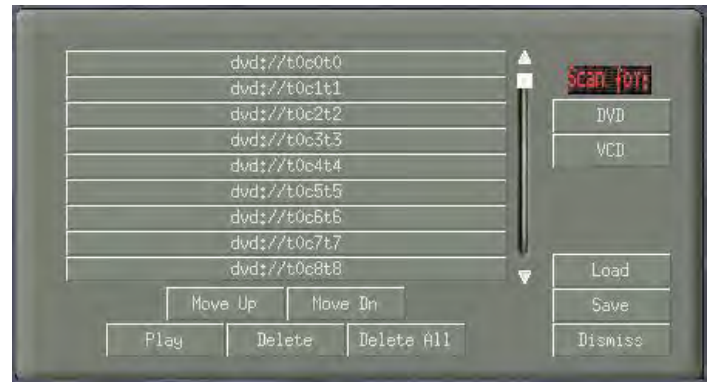 dvd://t0c0t0
dvd://t0c1t1
dvd://t0c2t2
dvd://t0c3t3
dvd://t0c4t4
dvd://t0c5t5
dvd://t0c6t6
dvd://t0c7t7
dvd://t0c8t8
Move Up
Move Dn
Play
Delete
Delete All
Scan for:
DVD
VCD
Load
Save
Dismiss